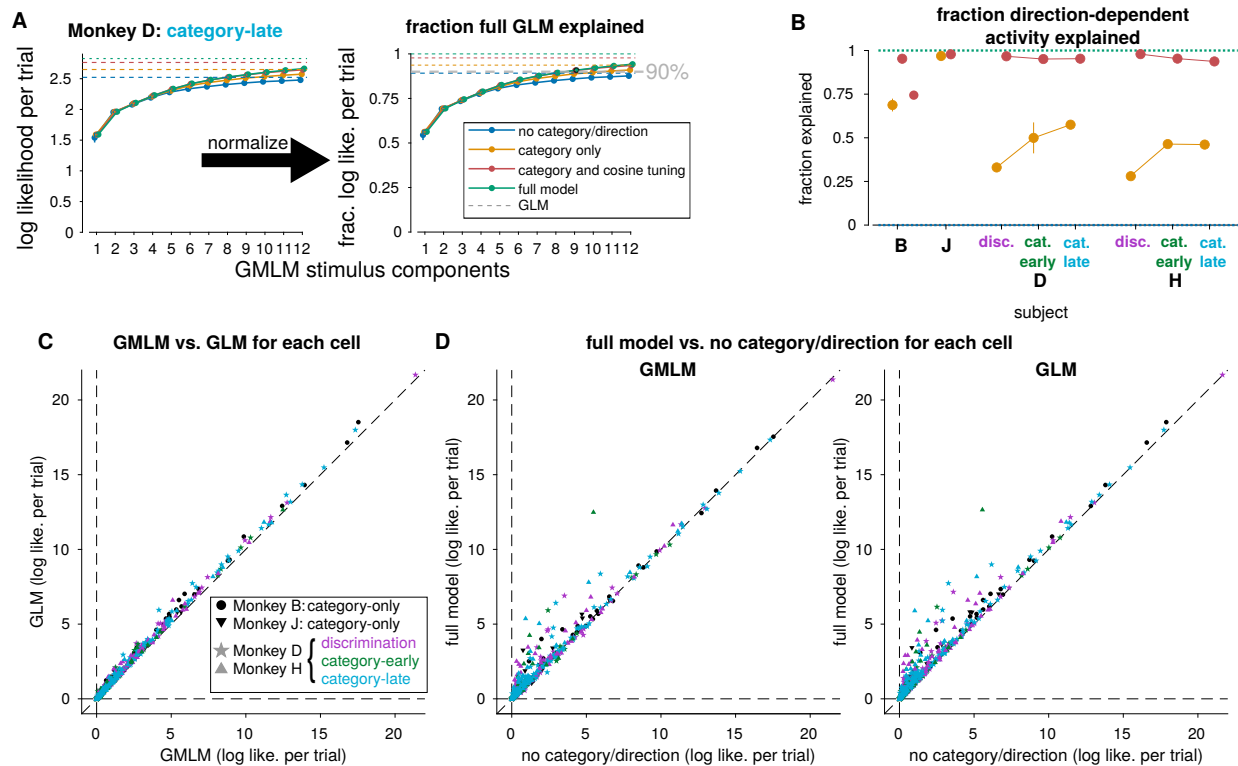 A
Monkey D: category-late
log likelihood per trial
2.5
2
1.5
1
0.5
0
1 2 3 4 5 6 7 8 9 10 11 12
normalize
fraction full GLM explained
frac. log like. per trial
1
0.75
0.5
0.25
0
90%
no category/direction
category only
category and cosine tuning
full model
GLM
1 2 3 4 5 6 7 8 9 10 11 12
GMLM stimulus components
B
fraction direction-dependent
activity explained
fraction explained
1
0.75
0.5
0.25
0
B J disc. cat. early cat. late disc. cat. early cat. late
D H
subject
C
GMLM vs. GLM for each cell
GLM (log like. per trial)
20
15
10
5
0
Monkey B: category-only
Monkey J: category-only
Monkey D
Monkey H
{
discrimination
category-early
category-late
0 5 10 15 20
GMLM (log like. per trial)
D
full model vs. no category/direction for each cell
GMLM
full model (log like. per trial)
20
15
10
5
0
0 5 10 15 20
no category/direction (log like. per trial)
GLM
full model (log like. per trial)
20
15
10
5
0
0 5 10 15 20
no category/direction (log like. per trial)